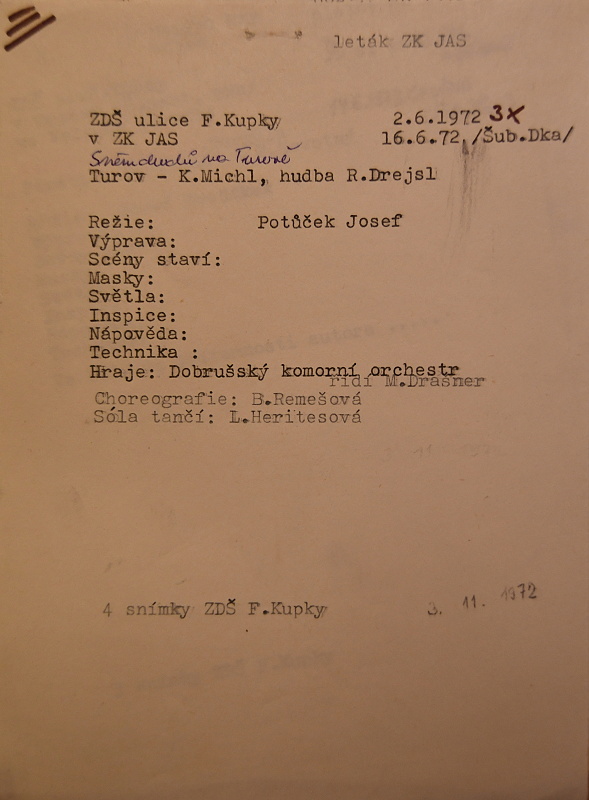 leták ZK JAS
ZDŠ ulice F.Kupky 2.6.1972 3x
v ZK JAS 16.6.72 /Šub.Dka/
Sněm duchů na Turově
Turov - K.Michl, hudba R.Drejsl
Režie: Potůček Josef
Výprava:
Scény staví:
Masky:
Světla:
Inspice:
Nápověda:
Technika :
Hraje: Dobrušský komorní orchestr
řídí M.Drašner
Choreografie: B.Remešová
Sóla tančí: L.Heritesová
4 snímky ZDŠ F.Kupky 3. 11. 1972